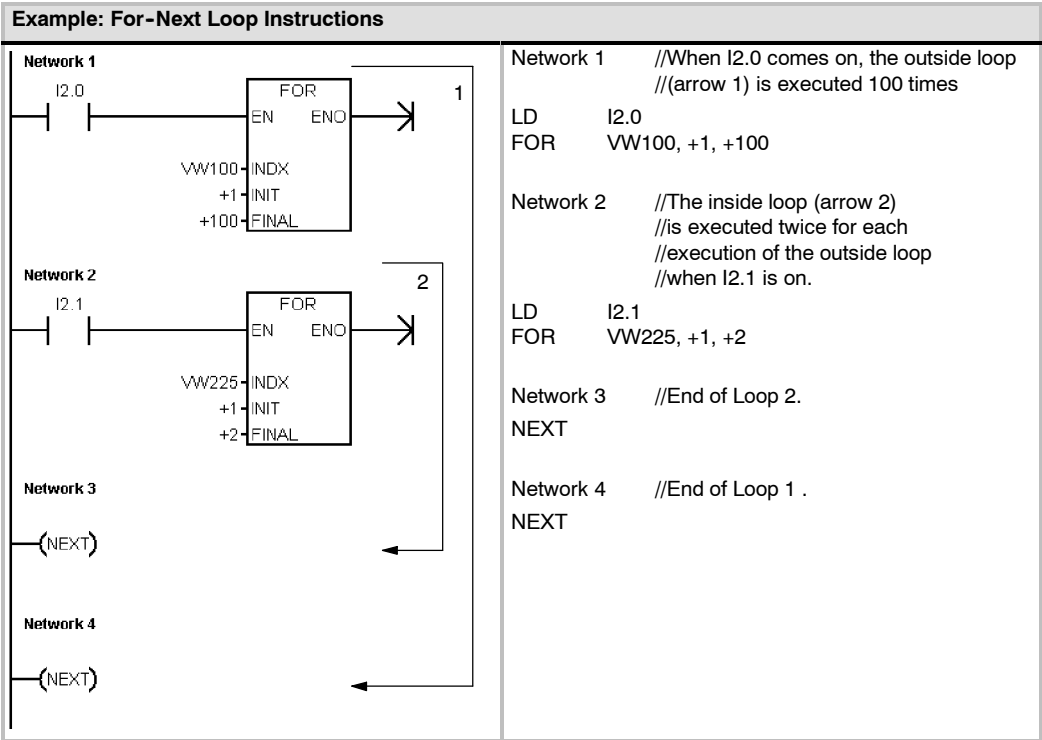 Example: For-Next Loop Instructions
Network 1
I2.0
FOR
EN ENO
1
VW100 INDX
+1 INIT
+100 FINAL
Network 2
I2.1
FOR
EN ENO
2
VW225 INDX
+1 INIT
+2 FINAL
Network 3
(NEXT)
Network 4
(NEXT)
Network 1 //When I2.0 comes on, the outside loop
//(arrow 1) is executed 100 times
LD I2.0
FOR VW100, +1, +100
Network 2 //The inside loop (arrow 2)
//is executed twice for each
//execution of the outside loop
//when I2.1 is on.
LD I2.1
FOR VW225, +1, +2
Network 3 //End of Loop 2.
NEXT
Network 4 //End of Loop 1 .
NEXT